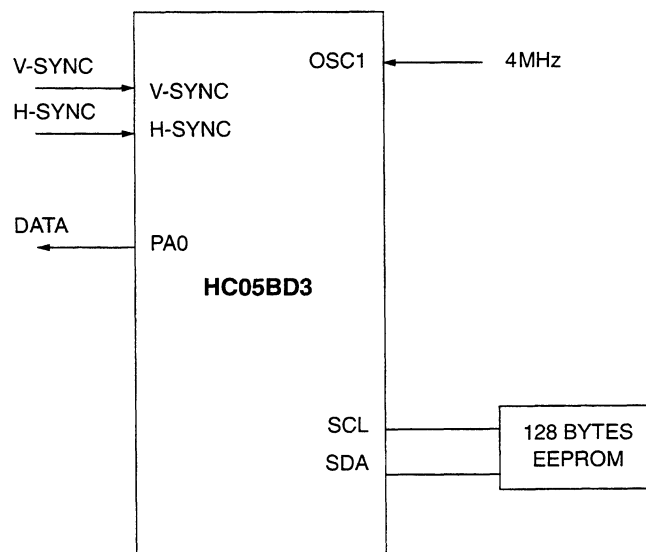 OSC1
4MHz
V-SYNC
V-SYNC
H-SYNC
H-SYNC
DATA
PA0
HC05BD3
SCL
SDA
128 BYTES
EEPROM